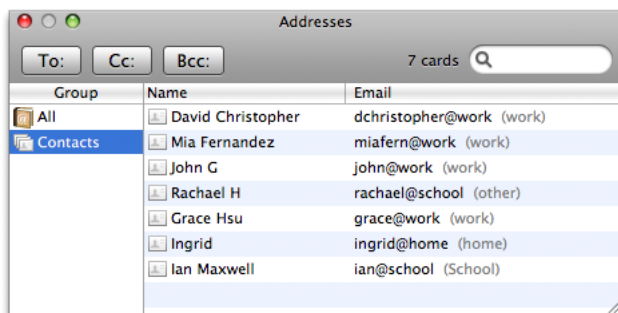 Addresses
To: Cc: Bcc: 7 cards
Group Name Email
All David Christopher dchristopher@work (work)
Contacts Mia Fernandez miafern@work (work)
John G john@work (work)
Rachael H rachael@school (other)
Grace Hsu grace@work (work)
Ingrid ingrid@home (home)
Ian Maxwell ian@school (School)